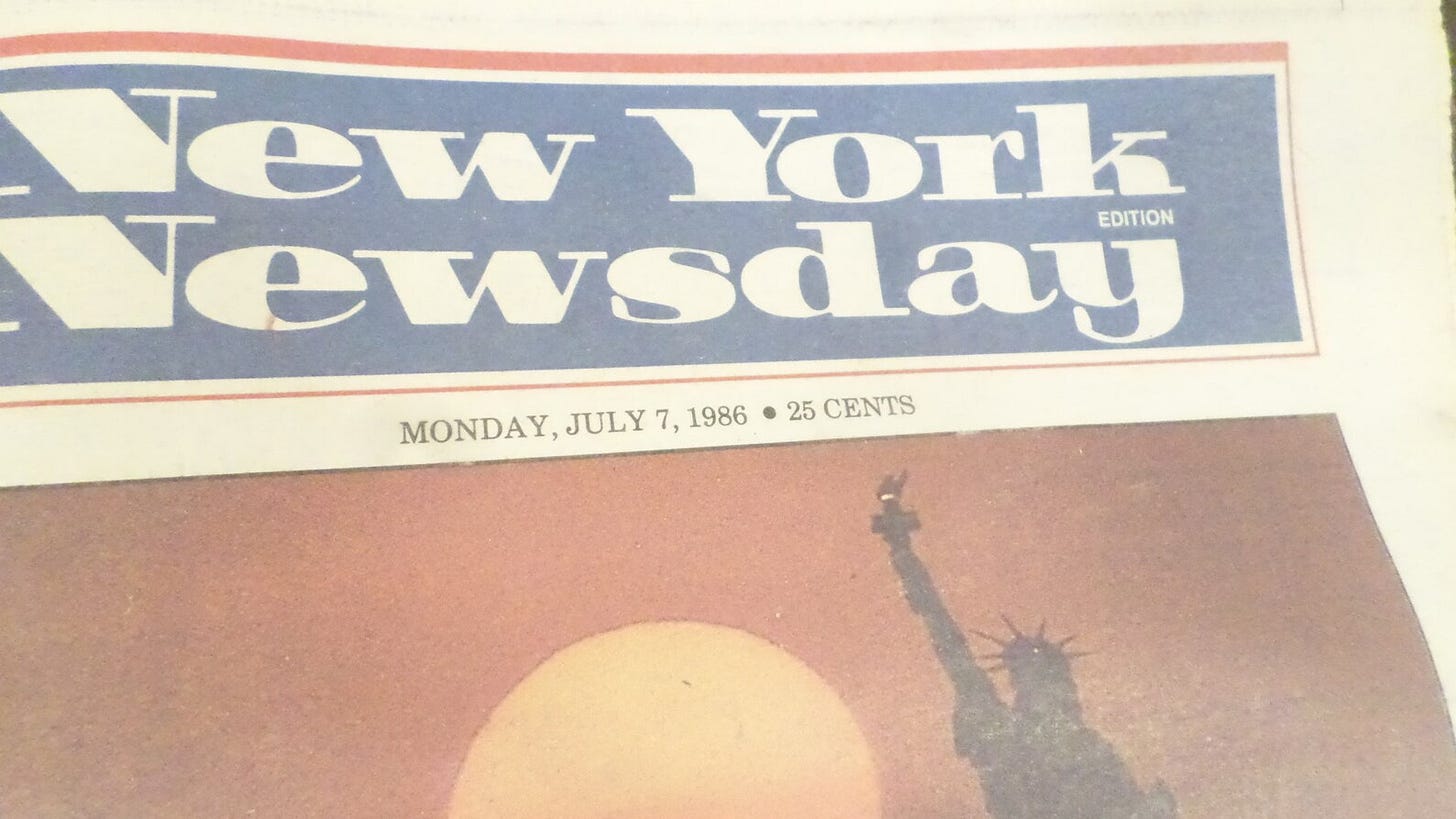 New York
EDITION
Newsday
MONDAY, JULY 7, 1986 • 25 CENTS